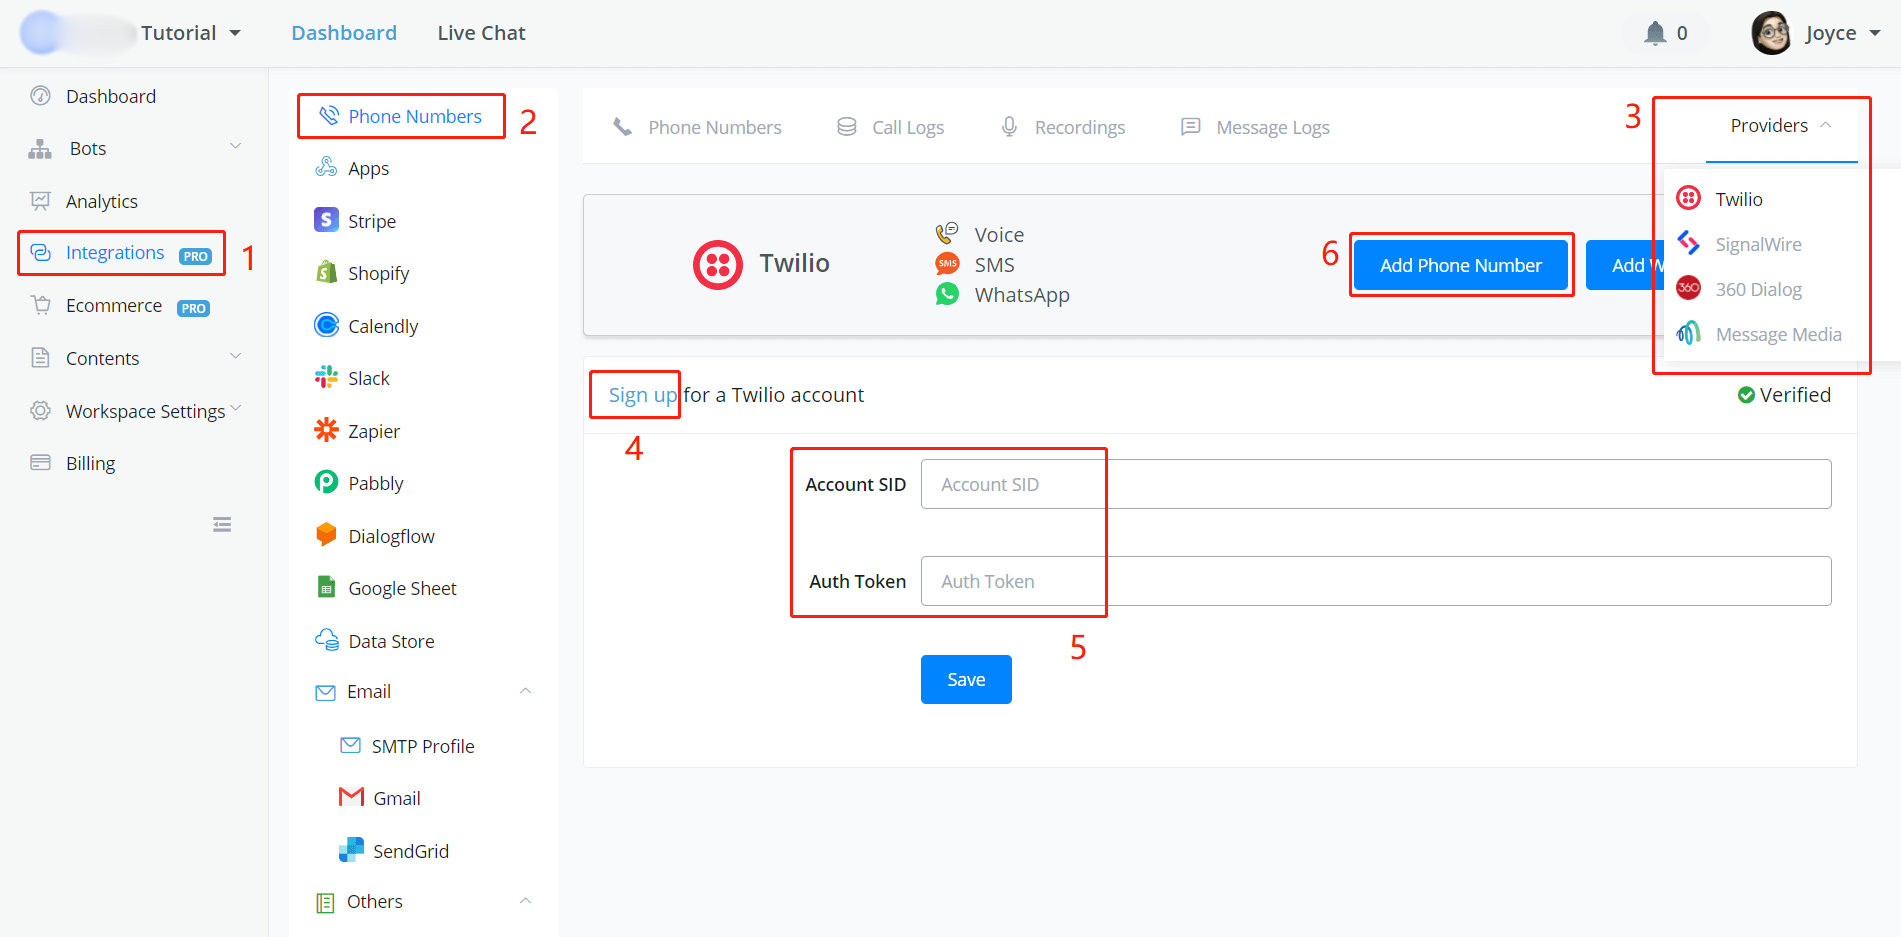 Tutorial
Dashboard
Live Chat
0
Joyce
Dashboard
Bots
Analytics
Integrations PRO
1
Ecommerce PRO
Contents
Workspace Settings
Billing
Phone Numbers
2
Apps
Stripe
Shopify
Calendly
Slack
Zapier
Pabbly
Dialogflow
Google Sheet
Data Store
Email
SMTP Profile
Gmail
SendGrid
Others
Phone Numbers
Call Logs
Recordings
Message Logs
3
Providers
Twilio
SignalWire
360 Dialog
Message Media
Twilio
Voice
SMS SMS
WhatsApp
6
Add Phone Number
Add W
Sign up for a Twilio account
Verified
4
Account SID Account SID
Auth Token Auth Token
5
Save